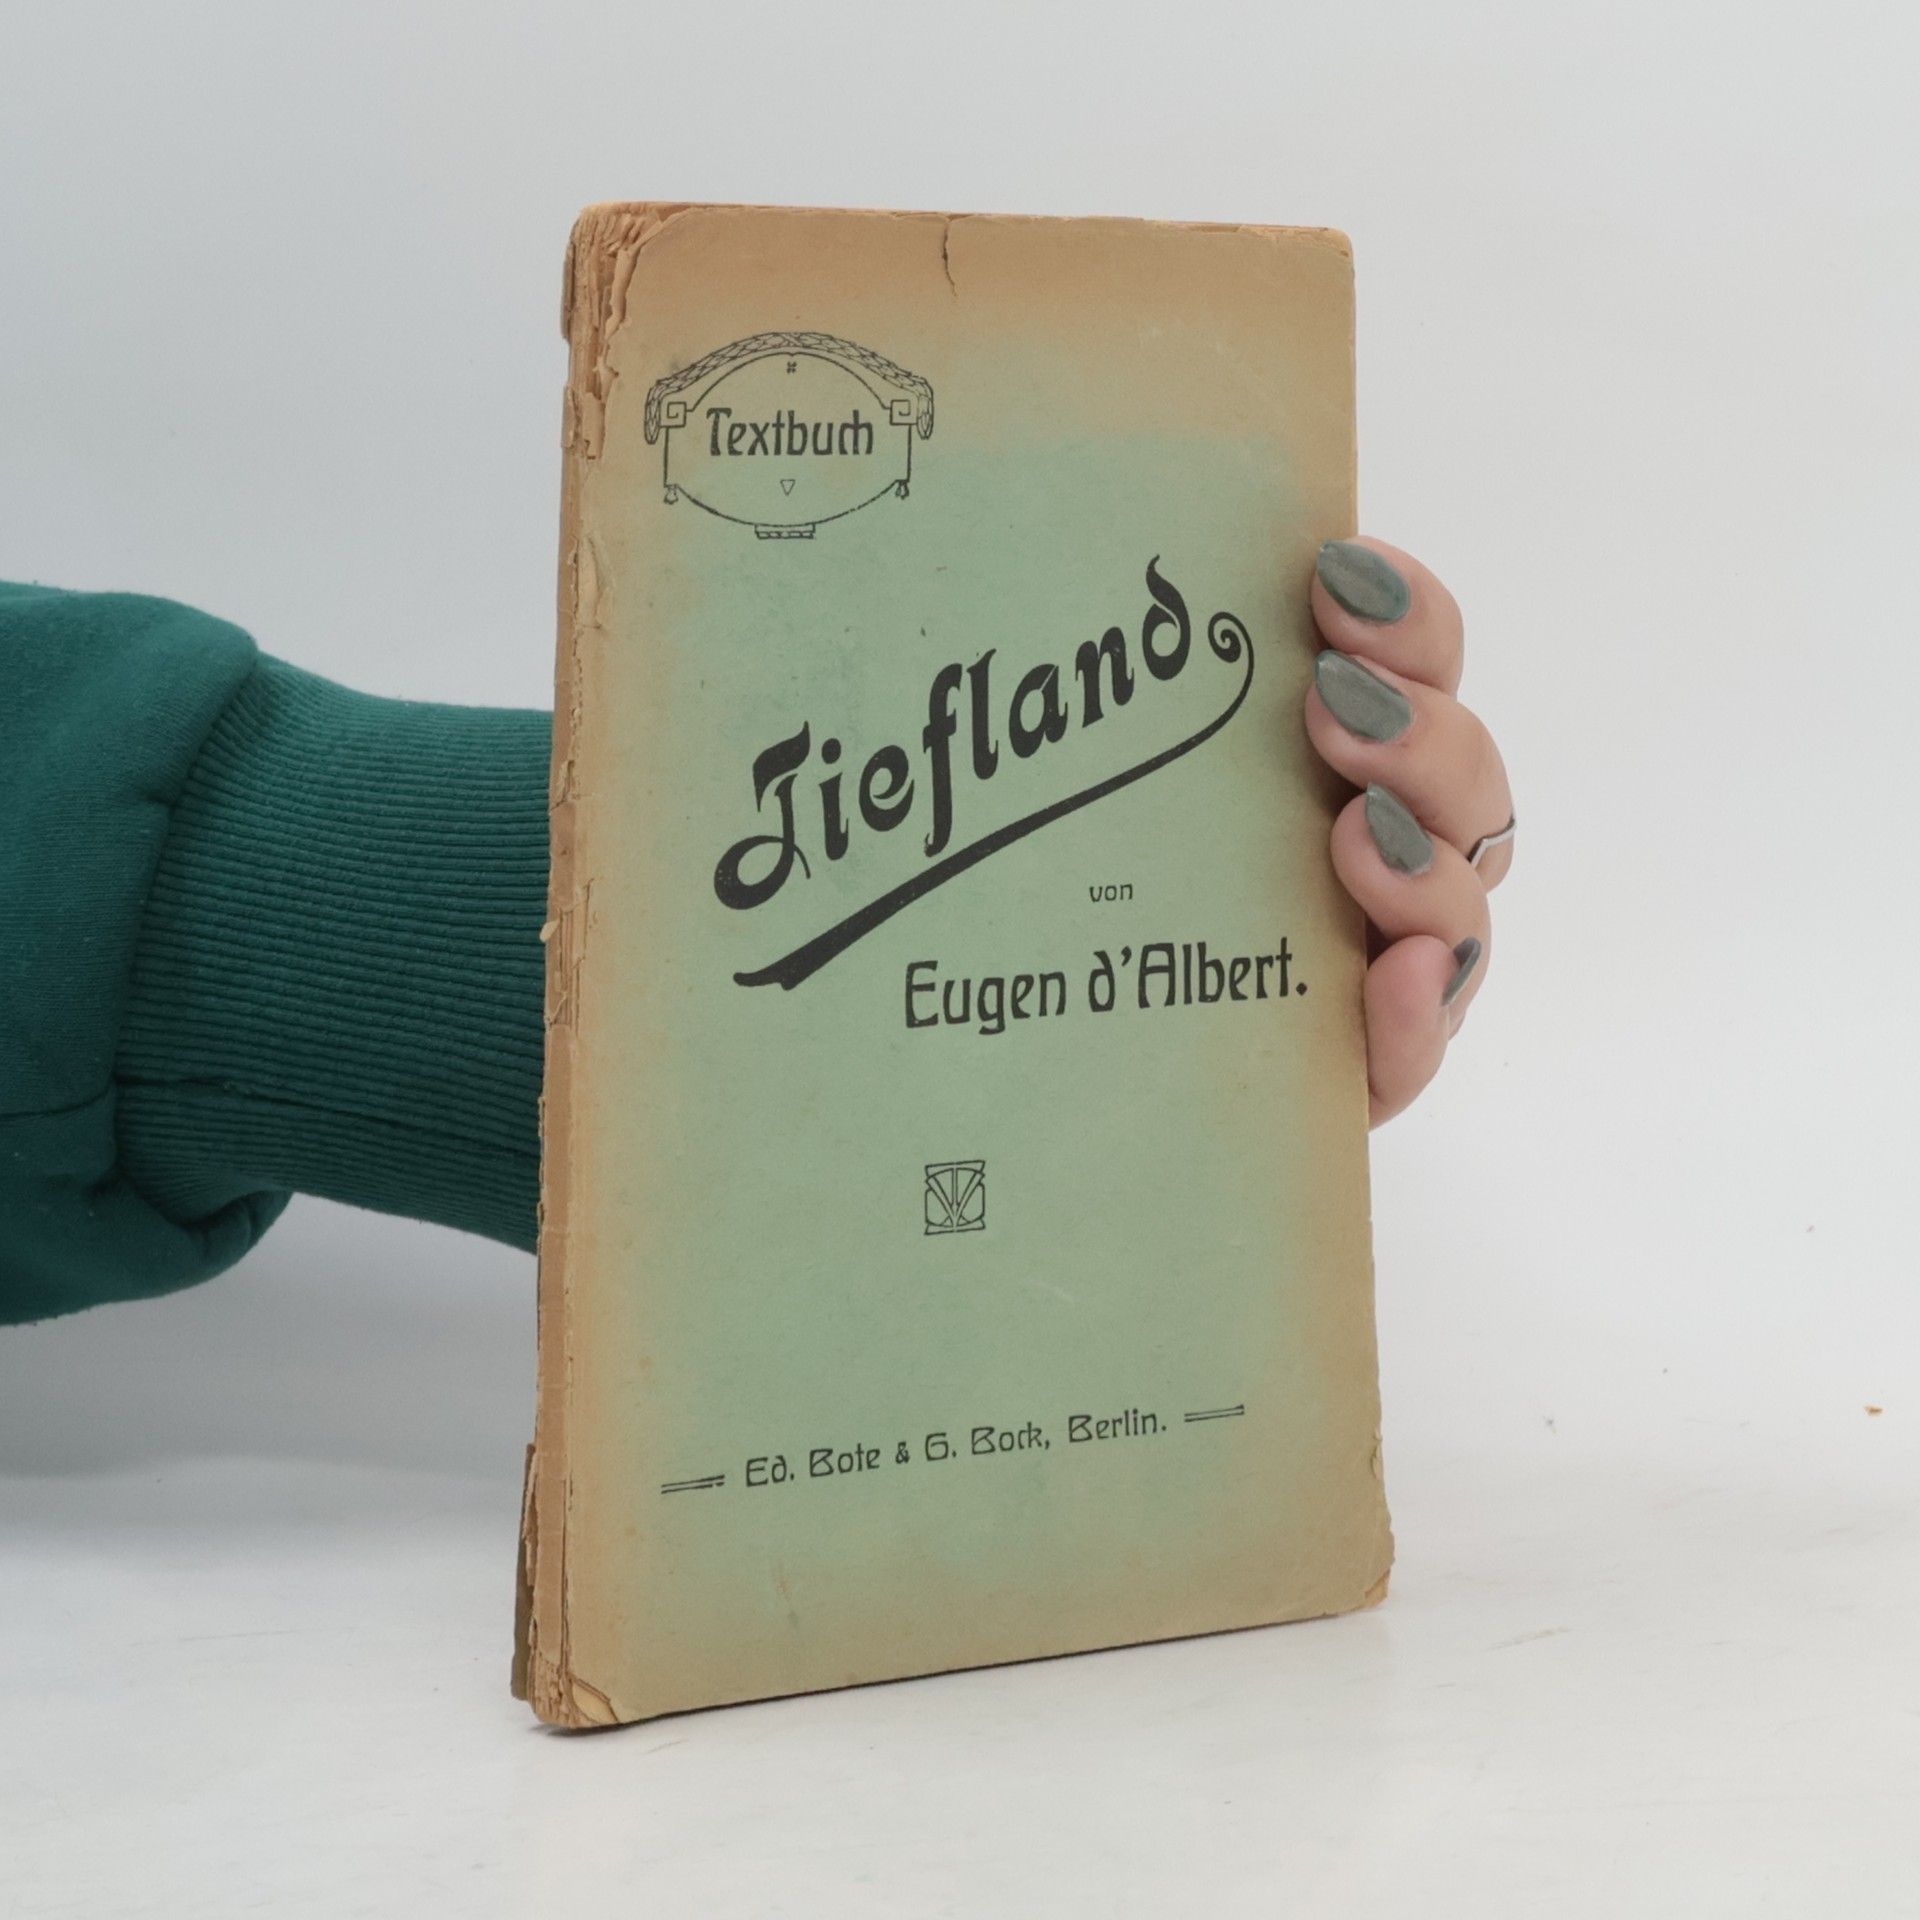 Textbuch
Tiefland
von
Eugen d'Albert.
Ed. Bote & G. Bock, Berlin.